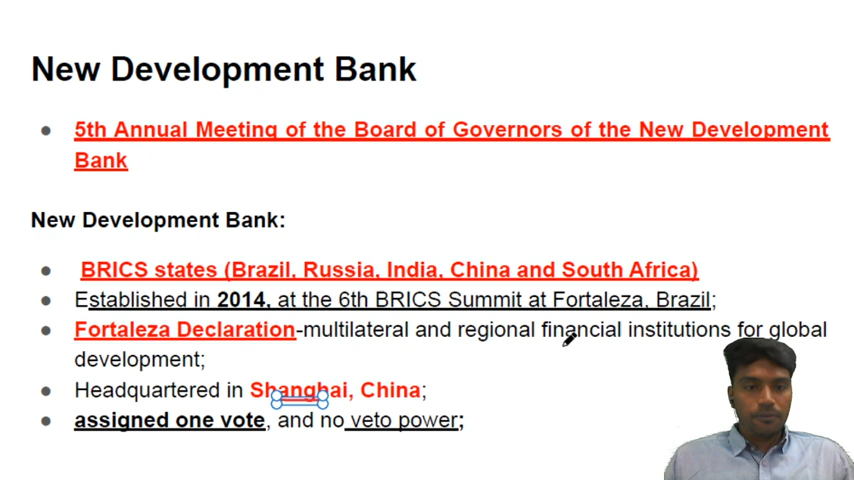 New Development Bank
● 5th Annual Meeting of the Board of Governors of the New Development
Bank
New Development Bank:
● BRICS states (Brazil, Russia, India, China and South Africa)
● Established in 2014, at the 6th BRICS Summit at Fortaleza, Brazil;
● Fortaleza Declaration-multilateral and regional financial institutions for global
development;
● Headquartered in Shanghai, China;
● assigned one vote, and no veto power;